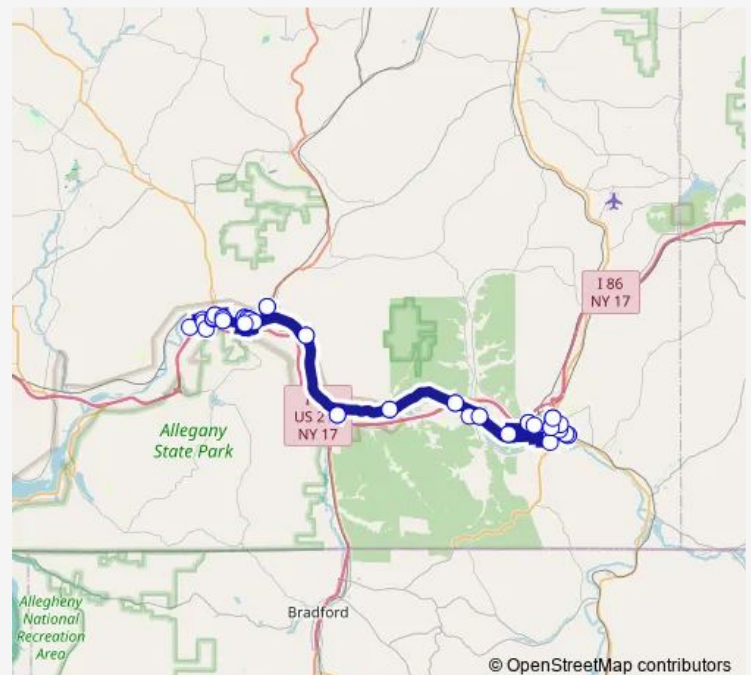 I 86
NY 17
US 2
NY 17
Allegany
State Park
Bradford
Allegheny
National
Recreation
Area
© OpenStreetMap contributors